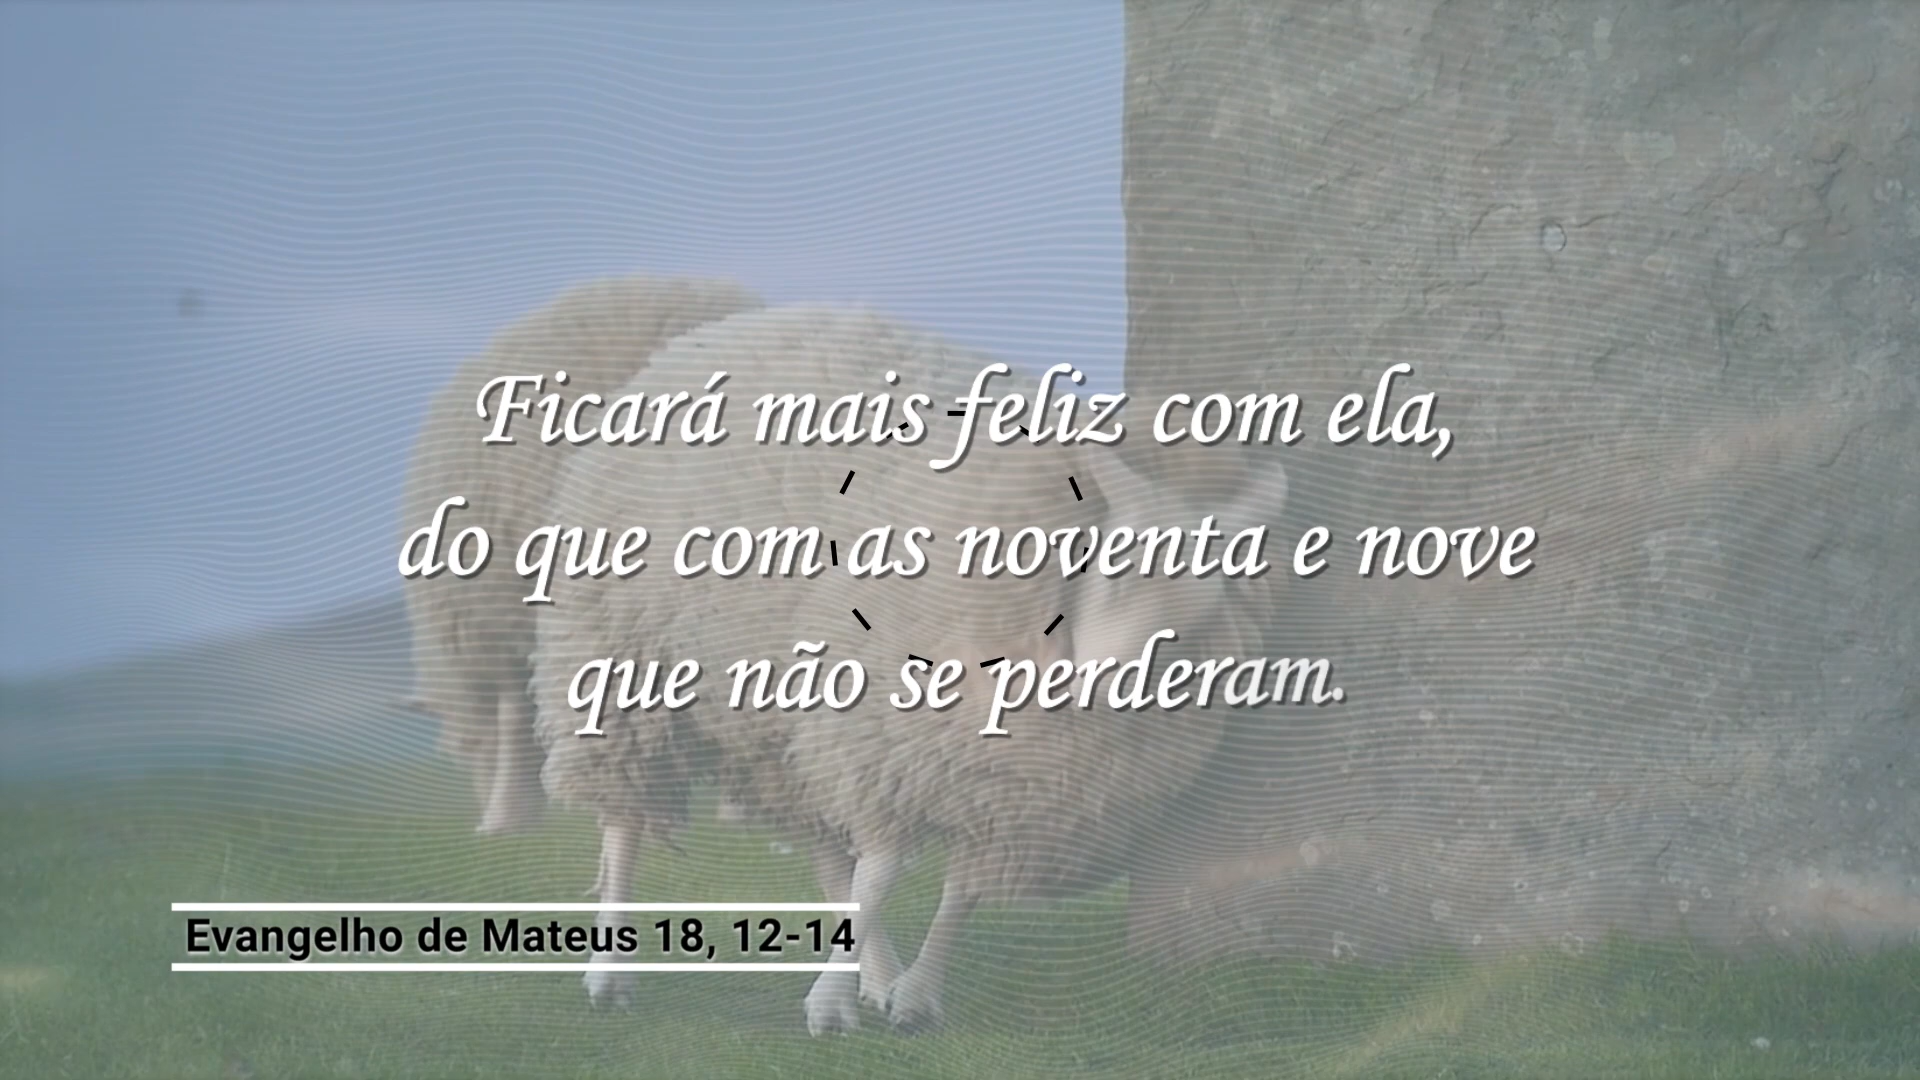 Ficará mais feliz com ela,
do que com as noventa e nove
que não se perderam.
Evangelho de Mateus 18, 12-14